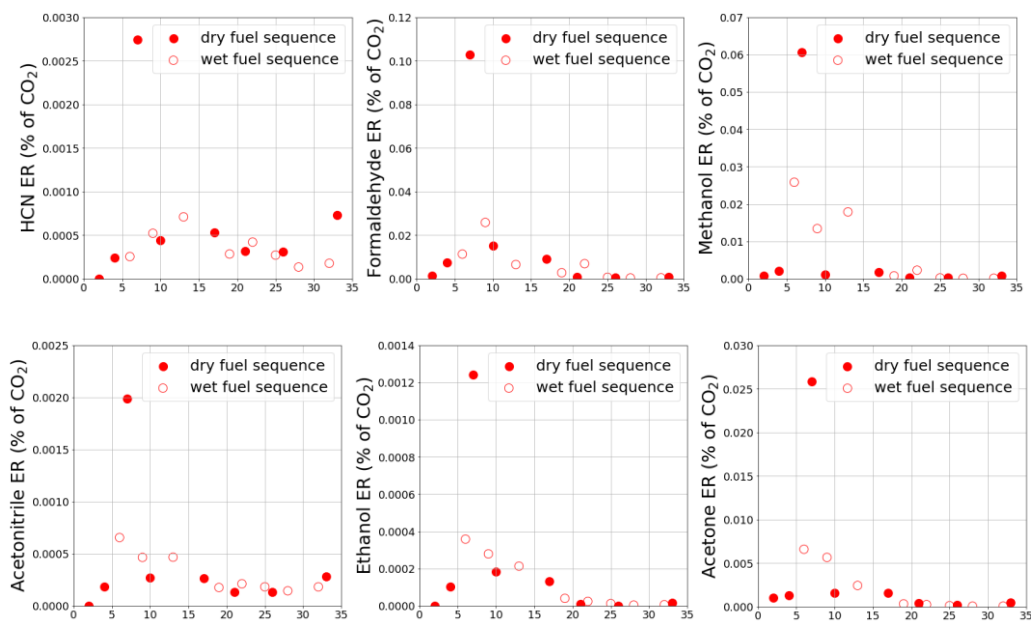 HCN ER (% of CO₂)
0.0030
0.0025
0.0020
0.0015
0.0010
0.0005
0.0000
0 5 10 15 20 25 30 35
dry fuel sequence
wet fuel sequence
Formaldehyde ER (% of CO₂)
0.12
0.10
0.08
0.06
0.04
0.02
0.00
0 5 10 15 20 25 30 35
dry fuel sequence
wet fuel sequence
Methanol ER (% of CO₂)
0.07
0.06
0.05
0.04
0.03
0.02
0.01
0.00
0 5 10 15 20 25 30 35
dry fuel sequence
wet fuel sequence
Acetonitrile ER (% of CO₂)
0.0025
0.0020
0.0015
0.0010
0.0005
0.0000
0 5 10 15 20 25 30 35
dry fuel sequence
wet fuel sequence
Ethanol ER (% of CO₂)
0.0014
0.0012
0.0010
0.0008
0.0006
0.0004
0.0002
0.0000
0 5 10 15 20 25 30 35
dry fuel sequence
wet fuel sequence
Acetone ER (% of CO₂)
0.030
0.025
0.020
0.015
0.010
0.005
0.000
0 5 10 15 20 25 30 35
dry fuel sequence
wet fuel sequence